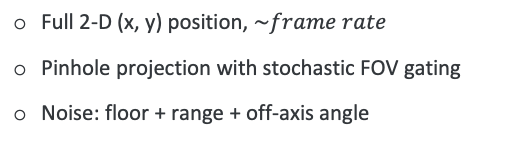 o Full 2-D (x, y) position, ~frame rate
o Pinhole projection with stochastic FOV gating
o Noise: floor + range + off-axis angle